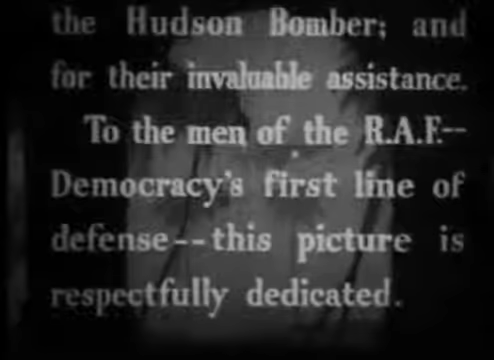 the Hudson Bomber; and
for their invaluable assistance.
To the men of the R.A.F.--
Democracy's first line of
defense--this picture is
respectfully dedicated.